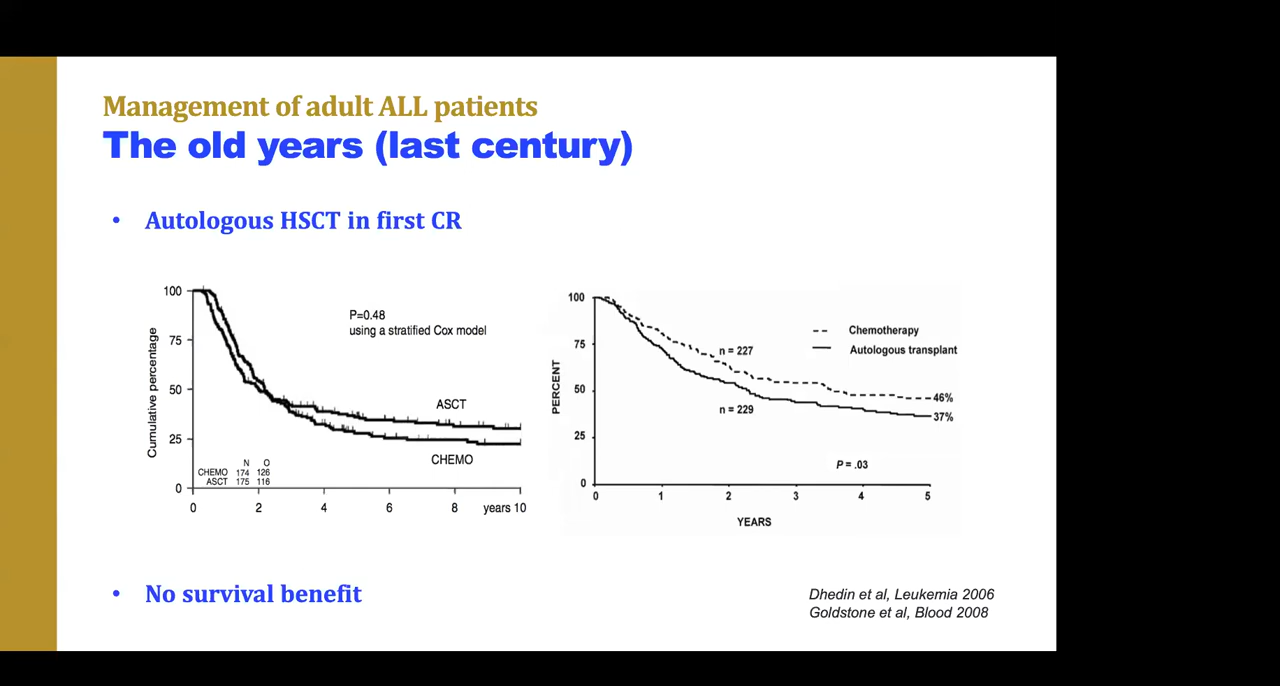 Management of adult ALL patients
The old years (last century)
• Autologous HSCT in first CR
Cumulative percentage
100
75
50
25
0
P=0.48
using a stratified Cox model
ASCT
CHEMO
N O
CHEMO 174 126
ASCT 175 116
0 2 4 6 8 years 10
PERCENT
100
75
50
25
0
Chemotherapy
Autologous transplant
n = 227
n = 229
46%
37%
P = .03
0 1 2 3 4 5
YEARS
• No survival benefit
Dhedin et al, Leukemia 2006
Goldstone et al, Blood 2008